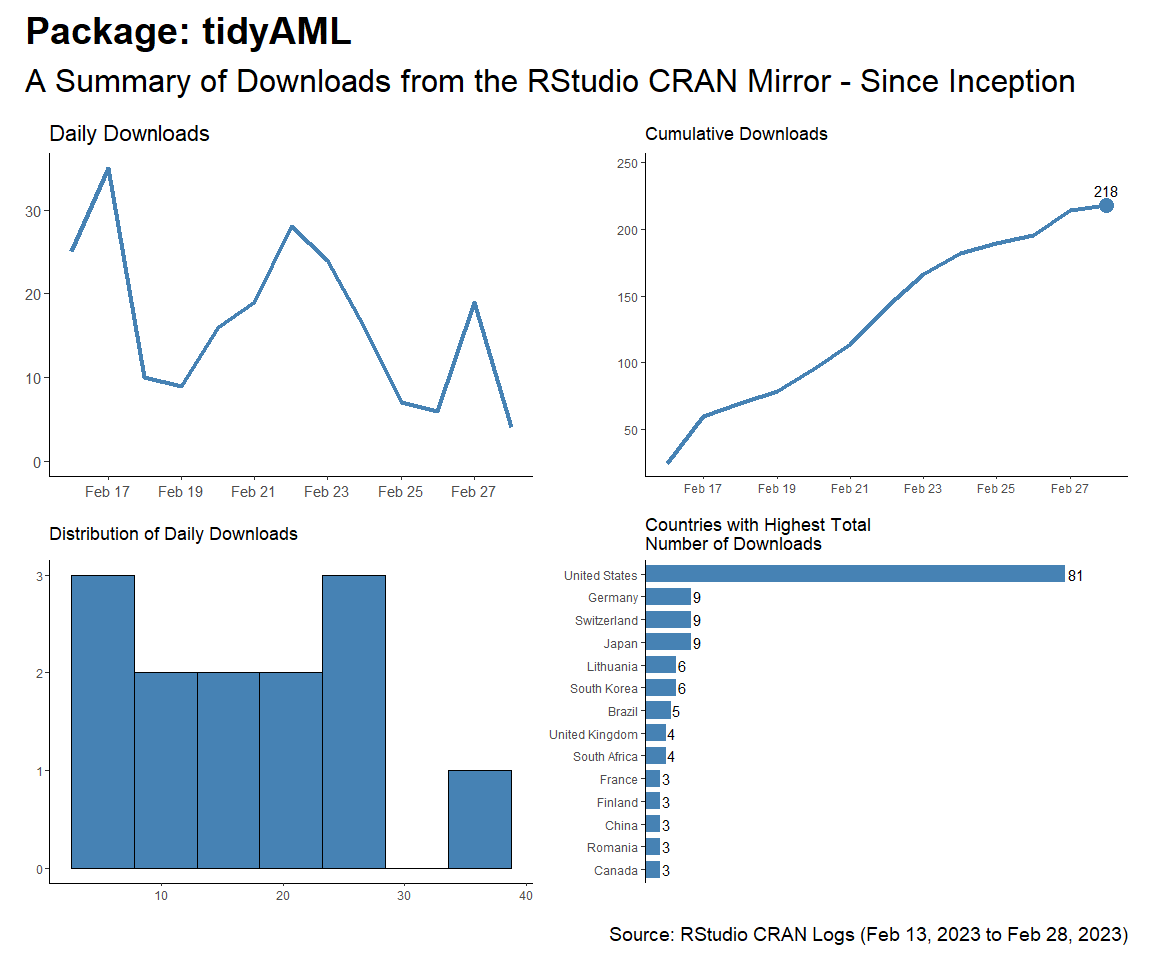 Package: tidyAML
A Summary of Downloads from the RStudio CRAN Mirror - Since Inception
Daily Downloads
30
20
10
0
Feb 17 Feb 19 Feb 21 Feb 23 Feb 25 Feb 27
Cumulative Downloads
250
200
150
100
50
218
Feb 17 Feb 19 Feb 21 Feb 23 Feb 25 Feb 27
Distribution of Daily Downloads
3
2
1
0
10 20 30 40
Countries with Highest Total
Number of Downloads
United States 81
Germany 9
Switzerland 9
Japan 9
Lithuania 6
South Korea 6
Brazil 5
United Kingdom 4
South Africa 4
France 3
Finland 3
China 3
Romania 3
Canada 3
Source: RStudio CRAN Logs (Feb 13, 2023 to Feb 28, 2023)